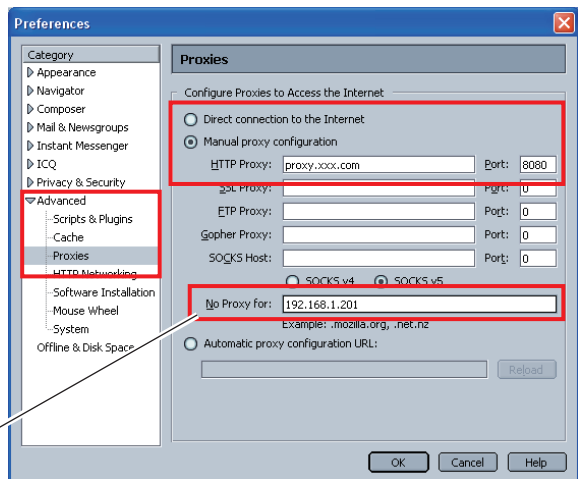 Preferences
Category
Appearance
Navigator
Composer
Mail & Newsgroups
Instant Messenger
ICQ
Privacy & Security
Advanced
Scripts & Plugins
Cache
Proxies
HTTP Networking
Software Installation
Mouse Wheel
System
Offline & Disk Space
Proxies
Configure Proxies to Access the Internet
Direct connection to the Internet
Manual proxy configuration
HTTP Proxy: proxy.xxx.com Port: 8080
SSL Proxy: Port: 0
FTP Proxy: Port: 0
Gopher Proxy: Port: 0
SOCKS Host: Port: 0
SOCKS v4 SOCKS v5
No Proxy for: 192.168.1.201
Example: .mozilla.org, .net.nz
Automatic proxy configuration URL:
Reload
OK Cancel Help